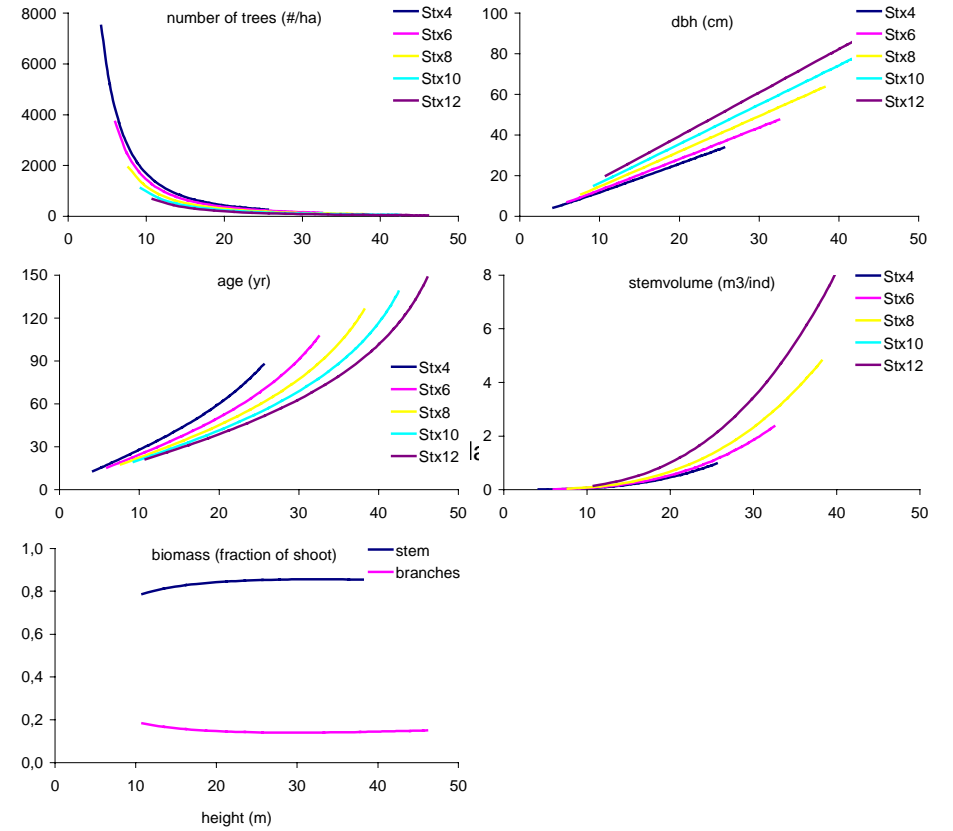 number of trees (#/ha)
8000
6000
4000
2000
0
0 10 20 30 40 50
Stx4
Stx6
Stx8
Stx10
Stx12
dbh (cm)
100
80
60
40
20
0
0 10 20 30 40 50
Stx4
Stx6
Stx8
Stx10
Stx12
age (yr)
150
120
90
60
30
0
0 10 20 30 40 50
Stx4
Stx6
Stx8
Stx10
Stx12
stemvolume (m3/ind)
8
6
4
2
0
0 10 20 30 40 50
Stx4
Stx6
Stx8
Stx10
Stx12
biomass (fraction of shoot)
1,0
0,8
0,6
0,4
0,2
0,0
0 10 20 30 40 50
stem
branches
height (m)